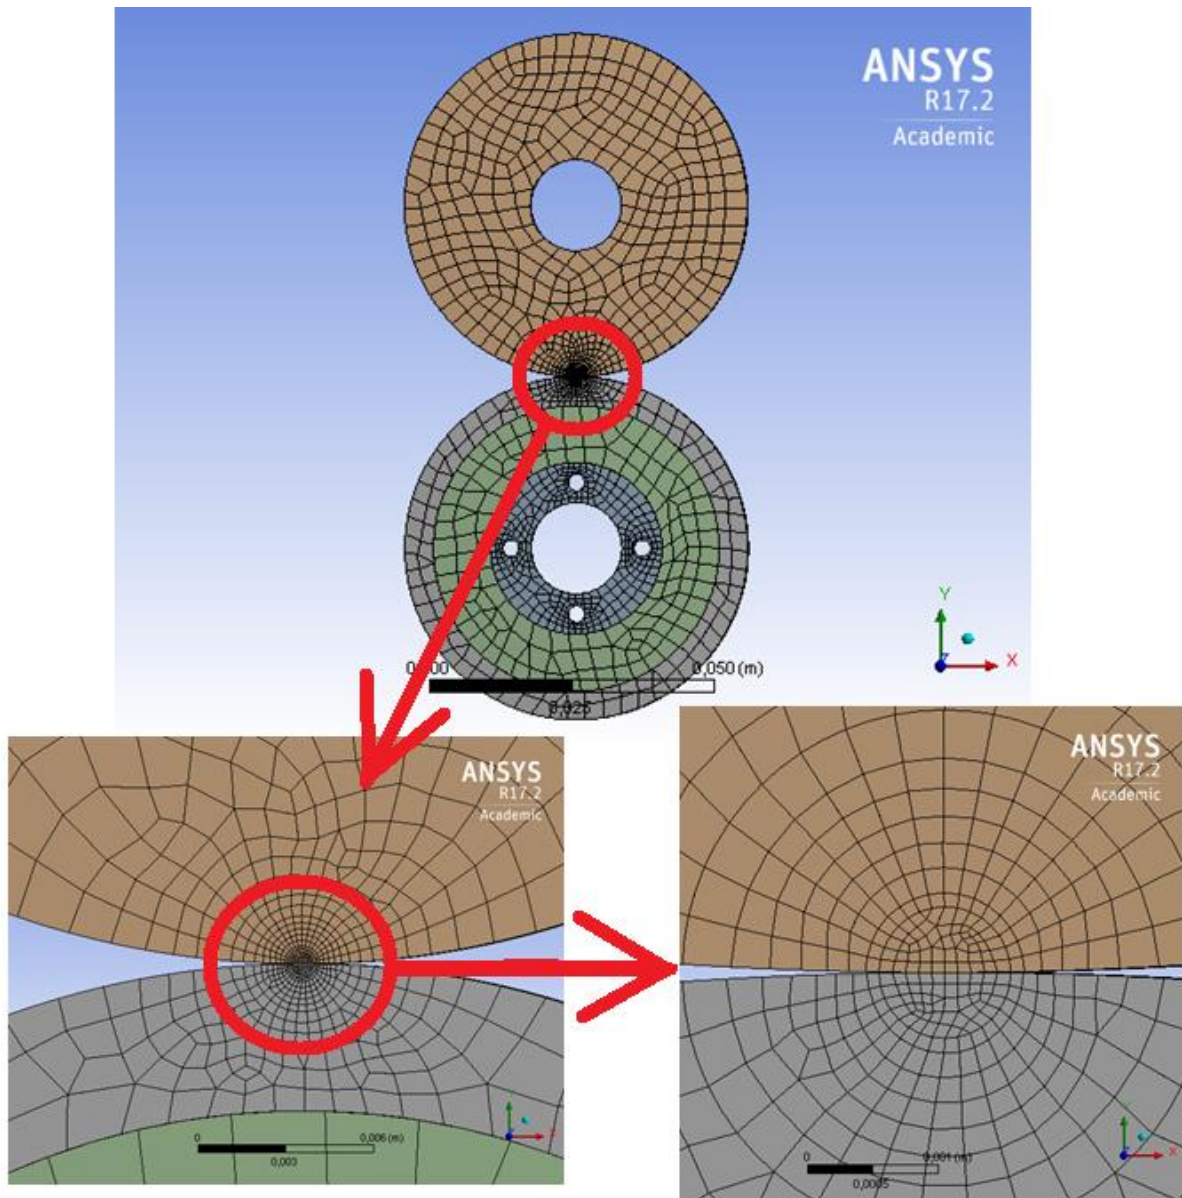 ANSYS
R17.2
Academic
Y
X
Z
0,000
0,050 (m)
0,025
ANSYS
R17.2
Academic
0
0,006 (m)
0,003
ANSYS
R17.2
Academic
0
0,001 (m)
0,0005
X